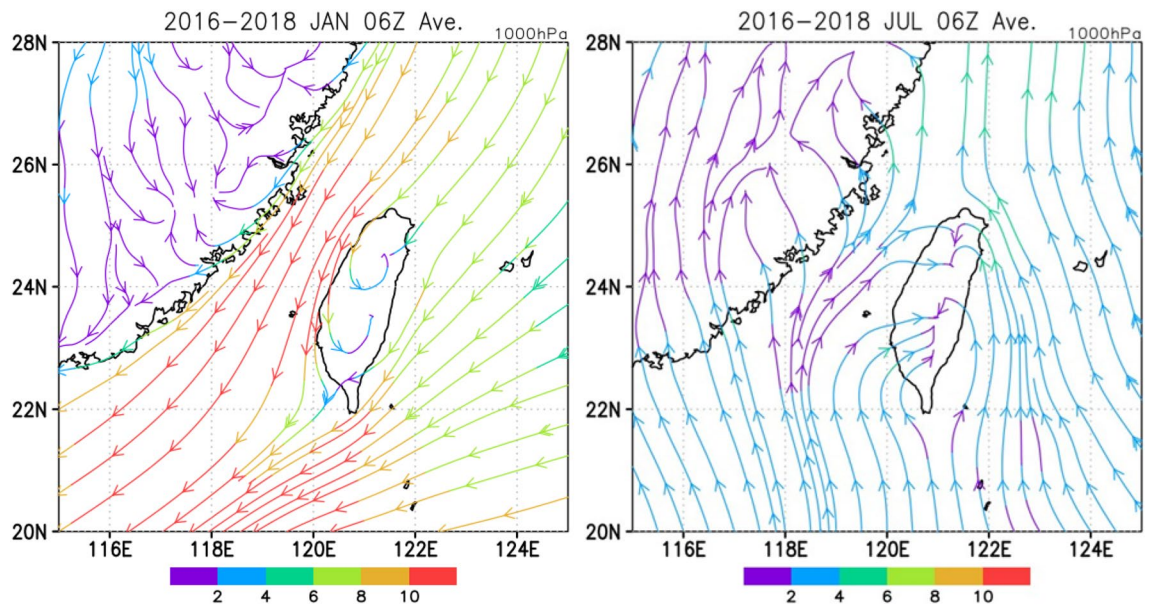 2016-2018 JAN 06Z Ave.
1000hPa
28N
26N
24N
22N
20N
116E 118E 120E 122E 124E
2 4 6 8 10
2016-2018 JUL 06Z Ave.
1000hPa
28N
26N
24N
22N
20N
116E 118E 120E 122E 124E
2 4 6 8 10